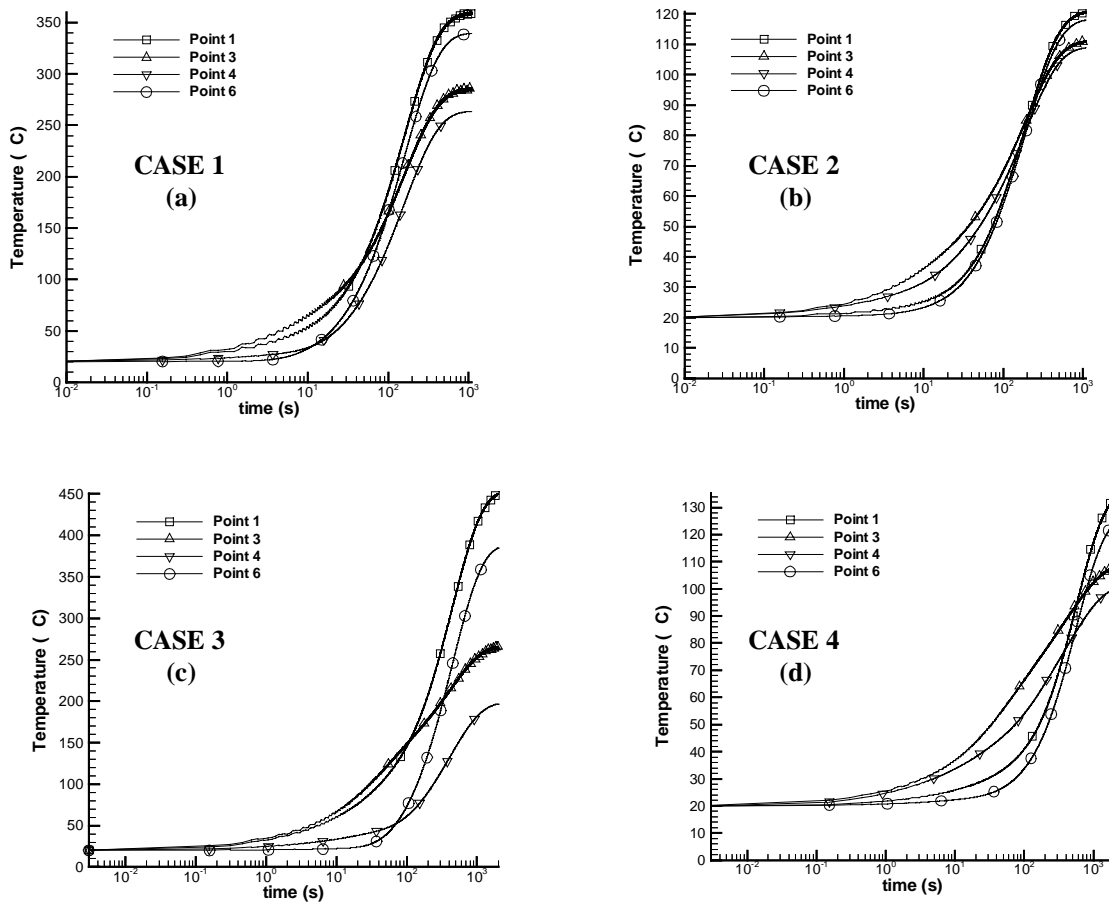 Temperature ( C)
350
300
250
200
150
100
50
0
Point 1
Point 3
Point 4
Point 6
CASE 1
(a)
10-2 10-1 100 101 102 103
time (s)
Temperature ( C)
120
110
100
90
80
70
60
50
40
30
20
10
0
Point 1
Point 3
Point 4
Point 6
CASE 2
(b)
10-2 10-1 100 101 102 103
time (s)
Temperature ( C)
450
400
350
300
250
200
150
100
50
0
Point 1
Point 3
Point 4
Point 6
CASE 3
(c)
10-2 10-1 100 101 102 103
time (s)
Temperature ( C)
130
120
110
100
90
80
70
60
50
40
30
20
10
0
Point 1
Point 3
Point 4
Point 6
CASE 4
(d)
10-2 10-1 100 101 102 103
time (s)